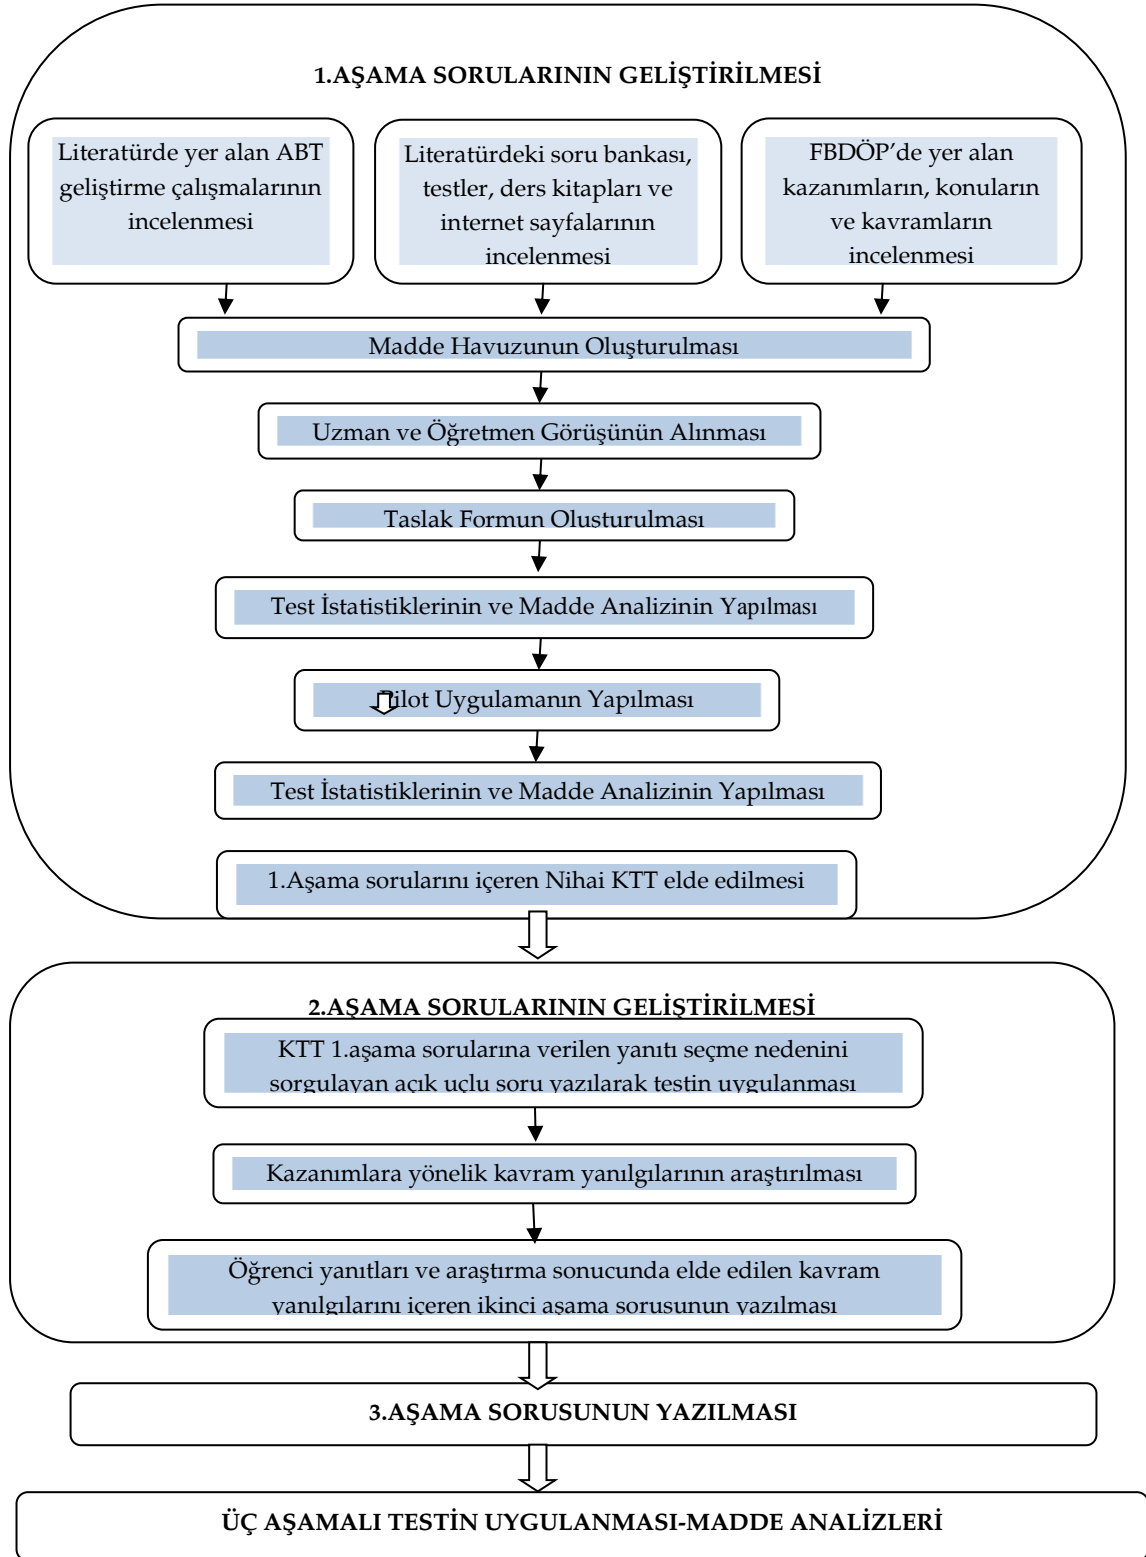 1.AŞAMA SORULARININ GELİŞTİRİLMESİ
Literatürde yer alan ABT
geliştirme çalışmalarının
incelenmesi
Literatürdeki soru bankası,
testler, ders kitapları ve
internet sayfalarının
incelenmesi
FBDÖP’de yer alan
kazanımların, konuların
ve kavramların
incelenmesi
Madde Havuzunun Oluşturulması
Uzman ve Öğretmen Görüşünün Alınması
Taslak Formun Oluşturulması
Test İstatistiklerinin ve Madde Analizinin Yapılması
Pilot Uygulamanın Yapılması
Test İstatistiklerinin ve Madde Analizinin Yapılması
1.Aşama sorularını içeren Nihai KTT elde edilmesi
2.AŞAMA SORULARININ GELİŞTİRİLMESİ
KTT 1.aşama sorularına verilen yanıtı seçme nedenini
sorgulayan açık uçlu soru yazılarak testin uygulanması
Kazanımlara yönelik kavram yanılgılarının araştırılması
Öğrenci yanıtları ve araştırma sonucunda elde edilen kavram
yanılgılarını içeren ikinci aşama sorusunun yazılması
3.AŞAMA SORUSUNUN YAZILMASI
ÜÇ AŞAMALI TESTİN UYGULANMASI-MADDE ANALİZLERİ